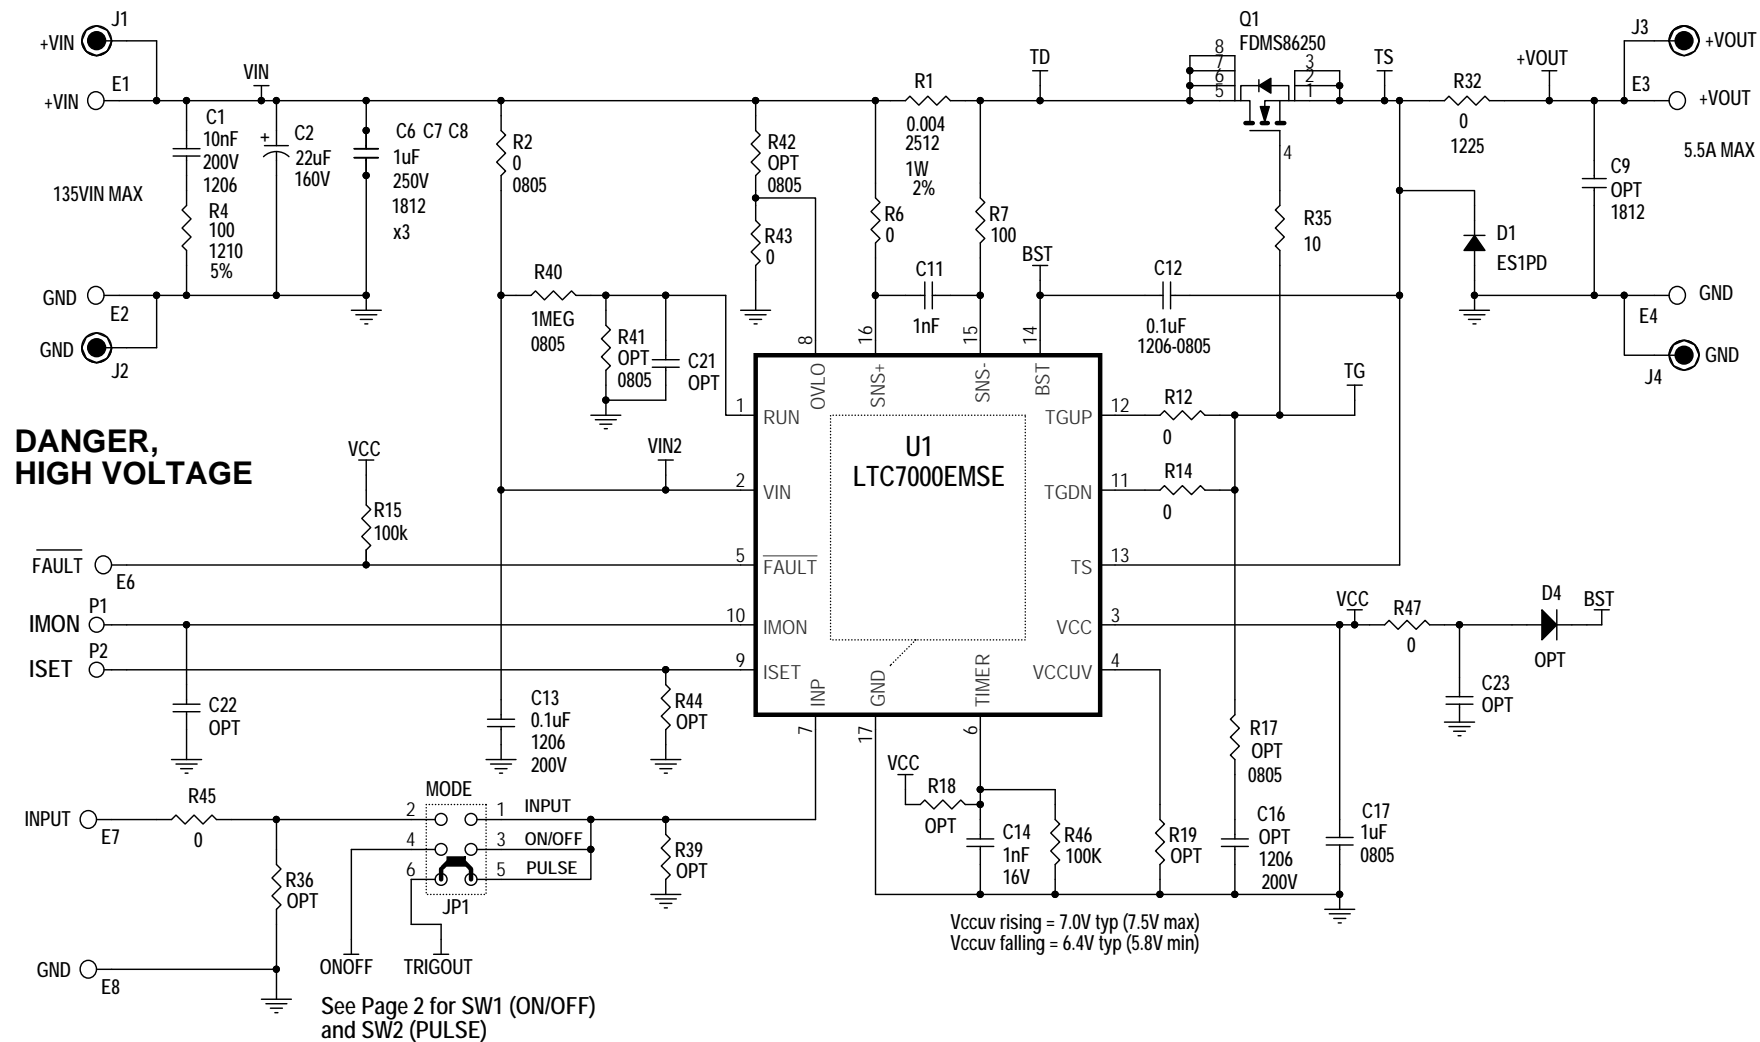 J1
+VIN
E1
+VIN
VIN
C1
10nF
200V
1206
R4
100
1210
5%
+
C2
22uF
160V
C6 C7 C8
1uF
250V
1812
x3
135VIN MAX
GND
E2
GND
J2
R2
0
0805
R42
OPT
0805
R43
0
R1
0.004
2512
1W
2%
R6
0
R7
100
C11
1nF
TD
Q1
FDMS86250
8
7
6
5
3
2
1
4
TS
R32
0
1225
+VOUT
J3
+VOUT
E3
+VOUT
5.5A MAX
C9
OPT
1812
D1
ES1PD
GND
E4
GND
J4
R35
10
BST
C12
0.1uF
1206-0805
R40
1MEG
0805
R41
OPT
0805
C21
OPT
DANGER,
HIGH VOLTAGE
VCC
R15
100k
VIN2
FAULT
E6
P1
IMON
P2
ISET
C22
OPT
C13
0.1uF
1206
200V
R44
OPT
U1
LTC7000EMSE
1
RUN
2
VIN
5
FAULT
10
IMON
9
ISET
8
OVLO
16
SNS+
15
SNS-
14
BST
TGUP
12
TGDN
11
TS
13
VCC
3
VCCUV
4
INP
7
GND
17
TIMER
6
R12
0
R14
0
TG
VCC
R47
0
D4
OPT
BST
C23
OPT
R17
OPT
0805
C16
OPT
1206
200V
C17
1uF
0805
R19
OPT
VCC
R18
OPT
C14
1nF
16V
R46
100K
INPUT
E7
R45
0
R36
OPT
GND
E8
MODE
2
1
INPUT
4
3
ON/OFF
6
5
PULSE
JP1
R39
OPT
ONOFF
TRIGOUT
Vccuv rising = 7.0V typ (7.5V max)
Vccuv falling = 6.4V typ (5.8V min)
See Page 2 for SW1 (ON/OFF)
and SW2 (PULSE)